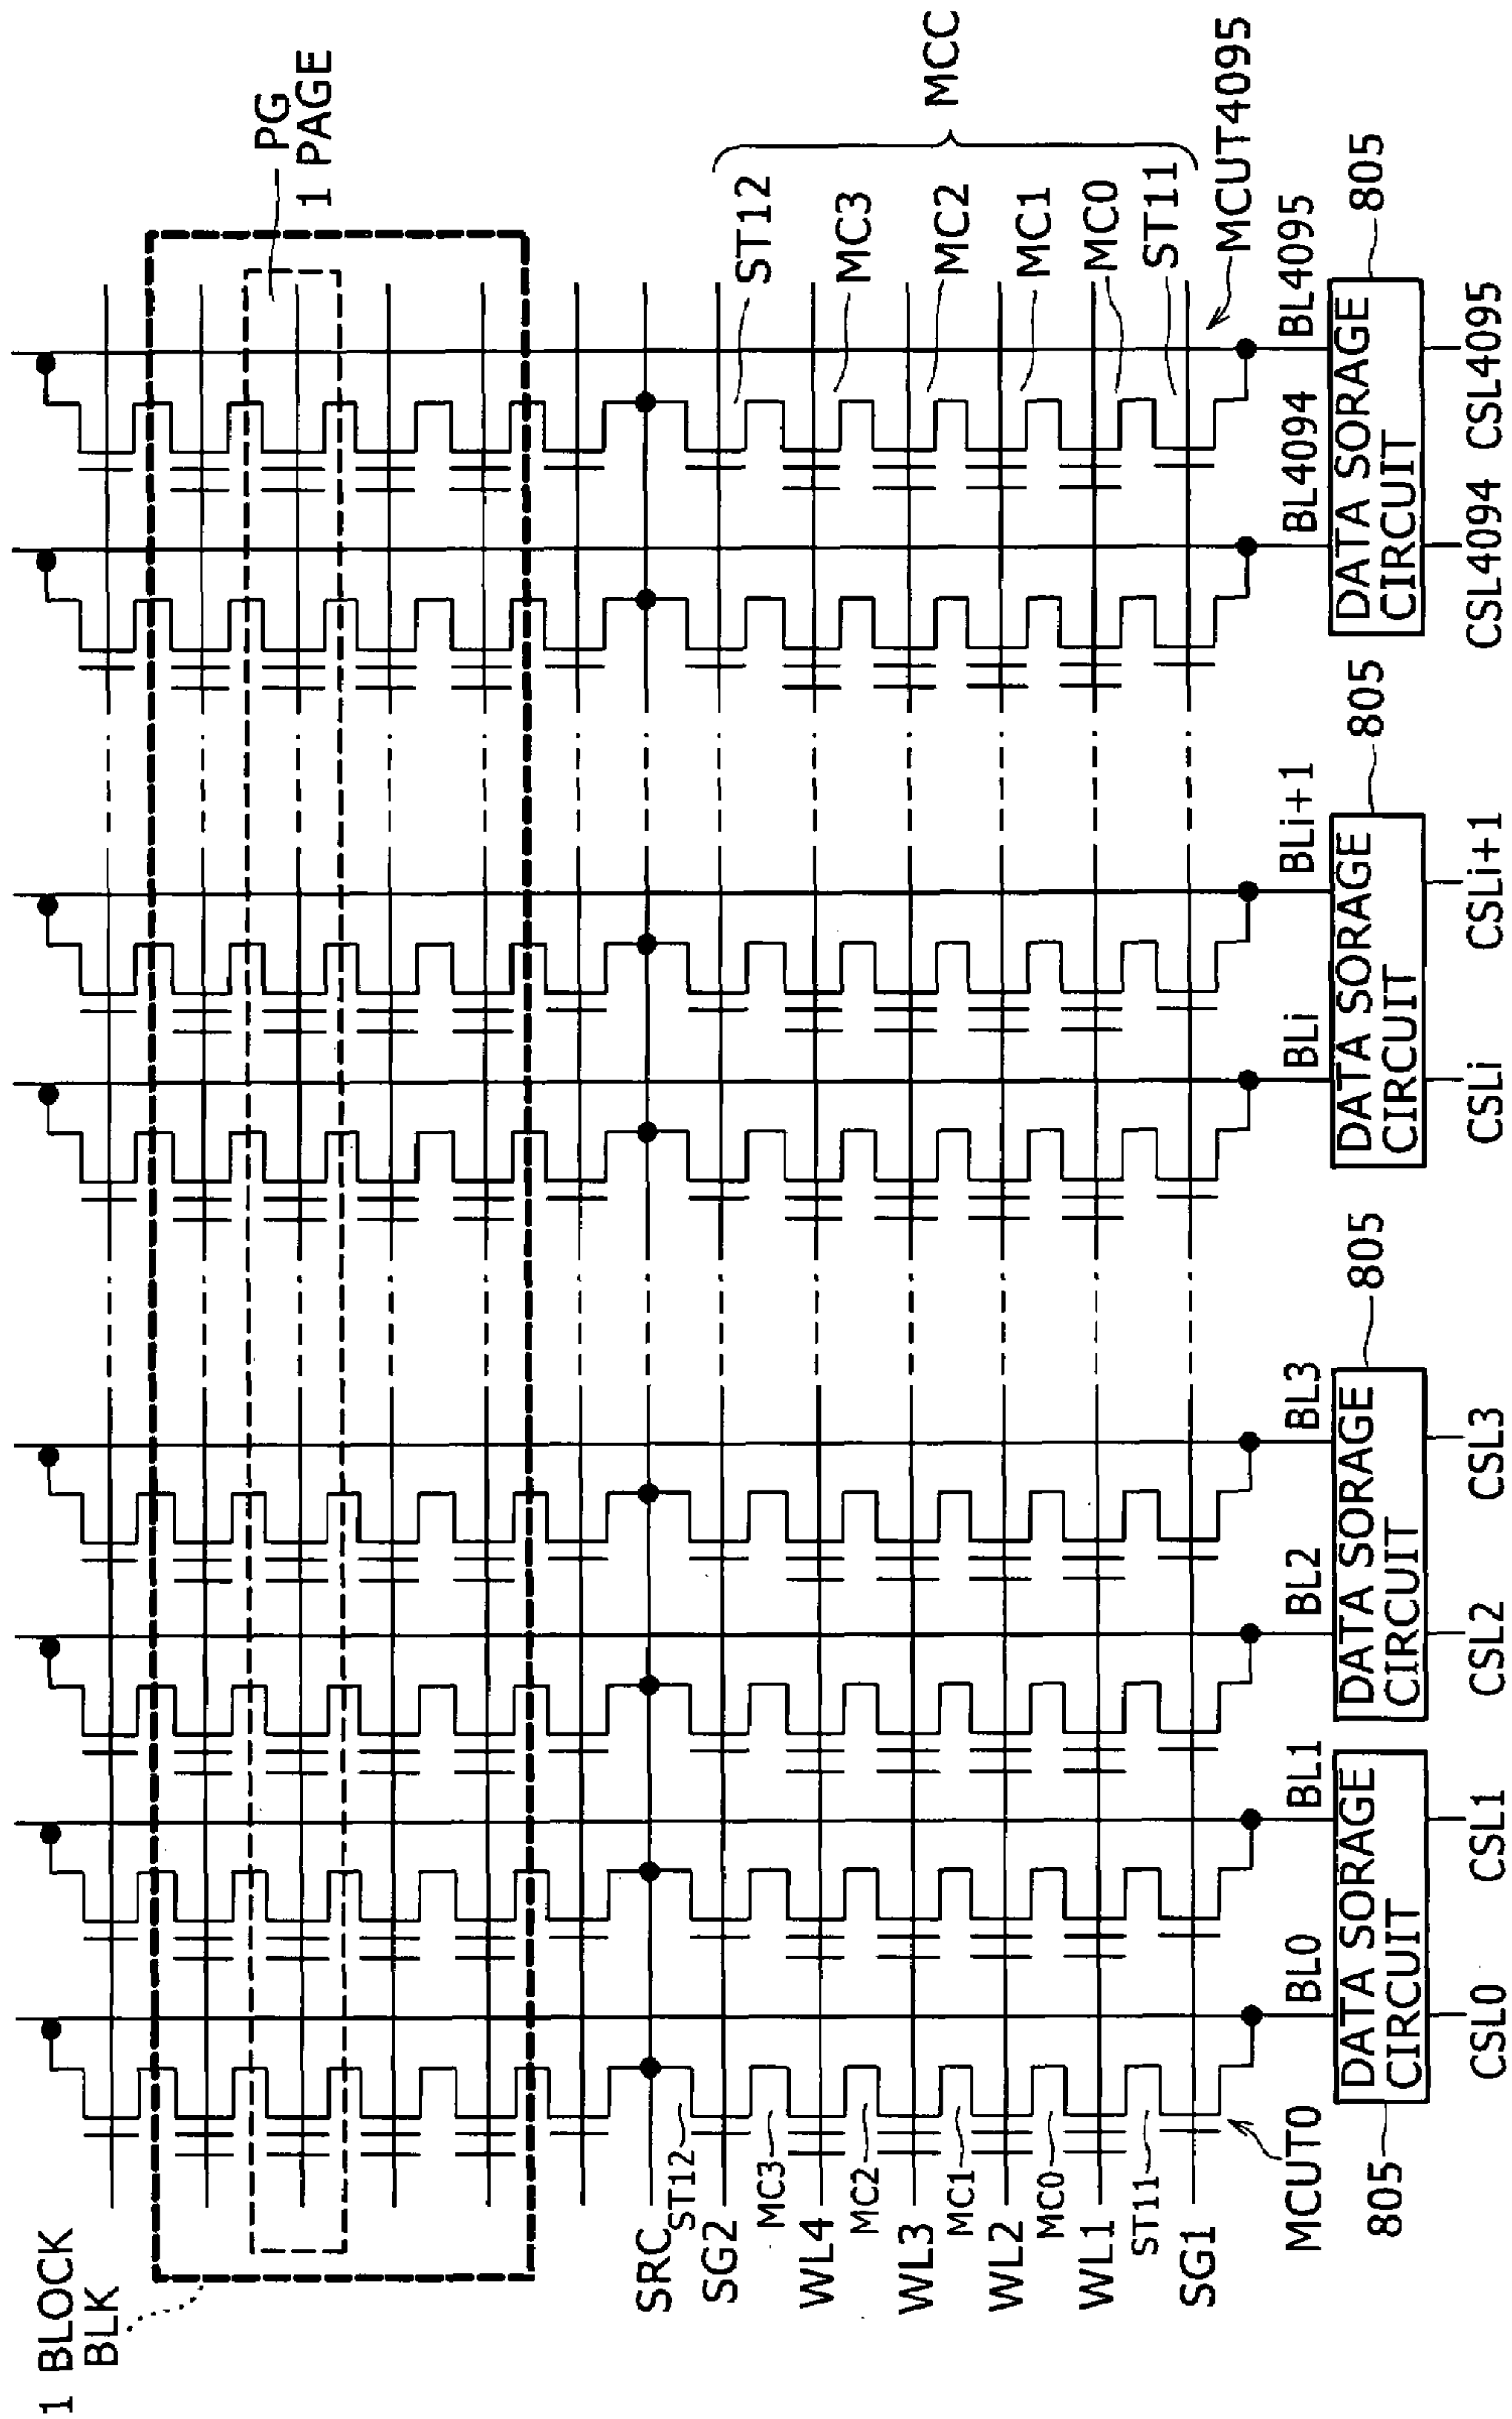 1 BLOCK
BLK
PG
1 PAGE
SRC
ST12
SG2
MC3
WL4
MC2
WL3
MC1
WL2
MC0
WL1
ST11
SG1
MCUT0
ST12
MC3
MC2
MC1
MC0
ST11
MCC
MCUT4095
BL0
BL1
BL2
BL3
BLi
BLi+1
BL4094
BL4095
805
DATA SORAGE
CIRCUIT
DATA SORAGE
CIRCUIT
805
DATA SORAGE
CIRCUIT
805
DATA SORAGE
CIRCUIT
805
CSL0
CSL1
CSL2
CSL3
CSLi
CSLi+1
CSL4094
CSL4095